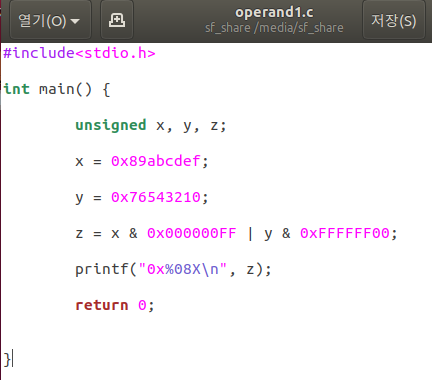 열기(O)
operand1.c
sf_share /media/sf_share
저장(S)
#include<stdio.h>
int main() {
unsigned x, y, z;
x = 0x89abcdef;
y = 0x76543210;
z = x & 0x000000FF | y & 0xFFFFFF00;
printf("0x%08X\n", z);
return 0;
}